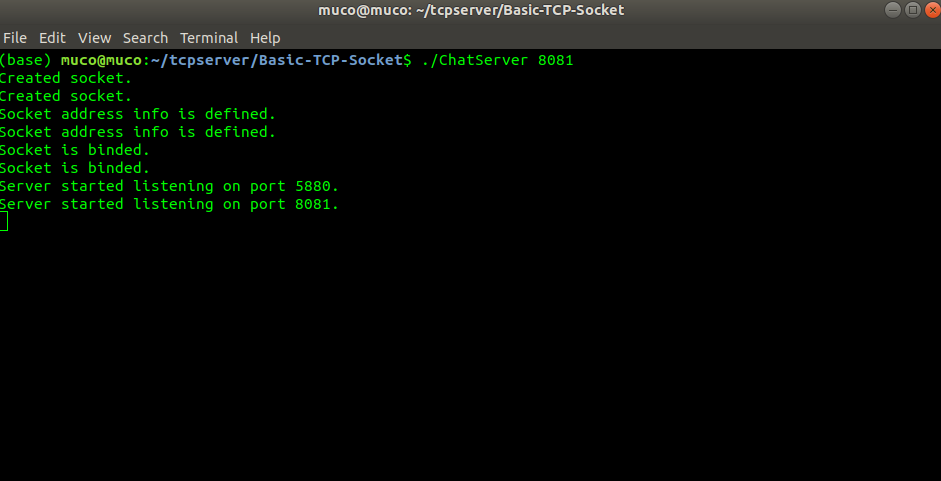 muco@muco: ~/tcpserver/Basic-TCP-Socket
File Edit View Search Terminal Help
(base) muco@muco:~/tcpserver/Basic-TCP-Socket$ ./ChatServer 8081
Created socket.
Created socket.
Socket address info is defined.
Socket address info is defined.
Socket is binded.
Socket is binded.
Server started listening on port 5880.
Server started listening on port 8081.